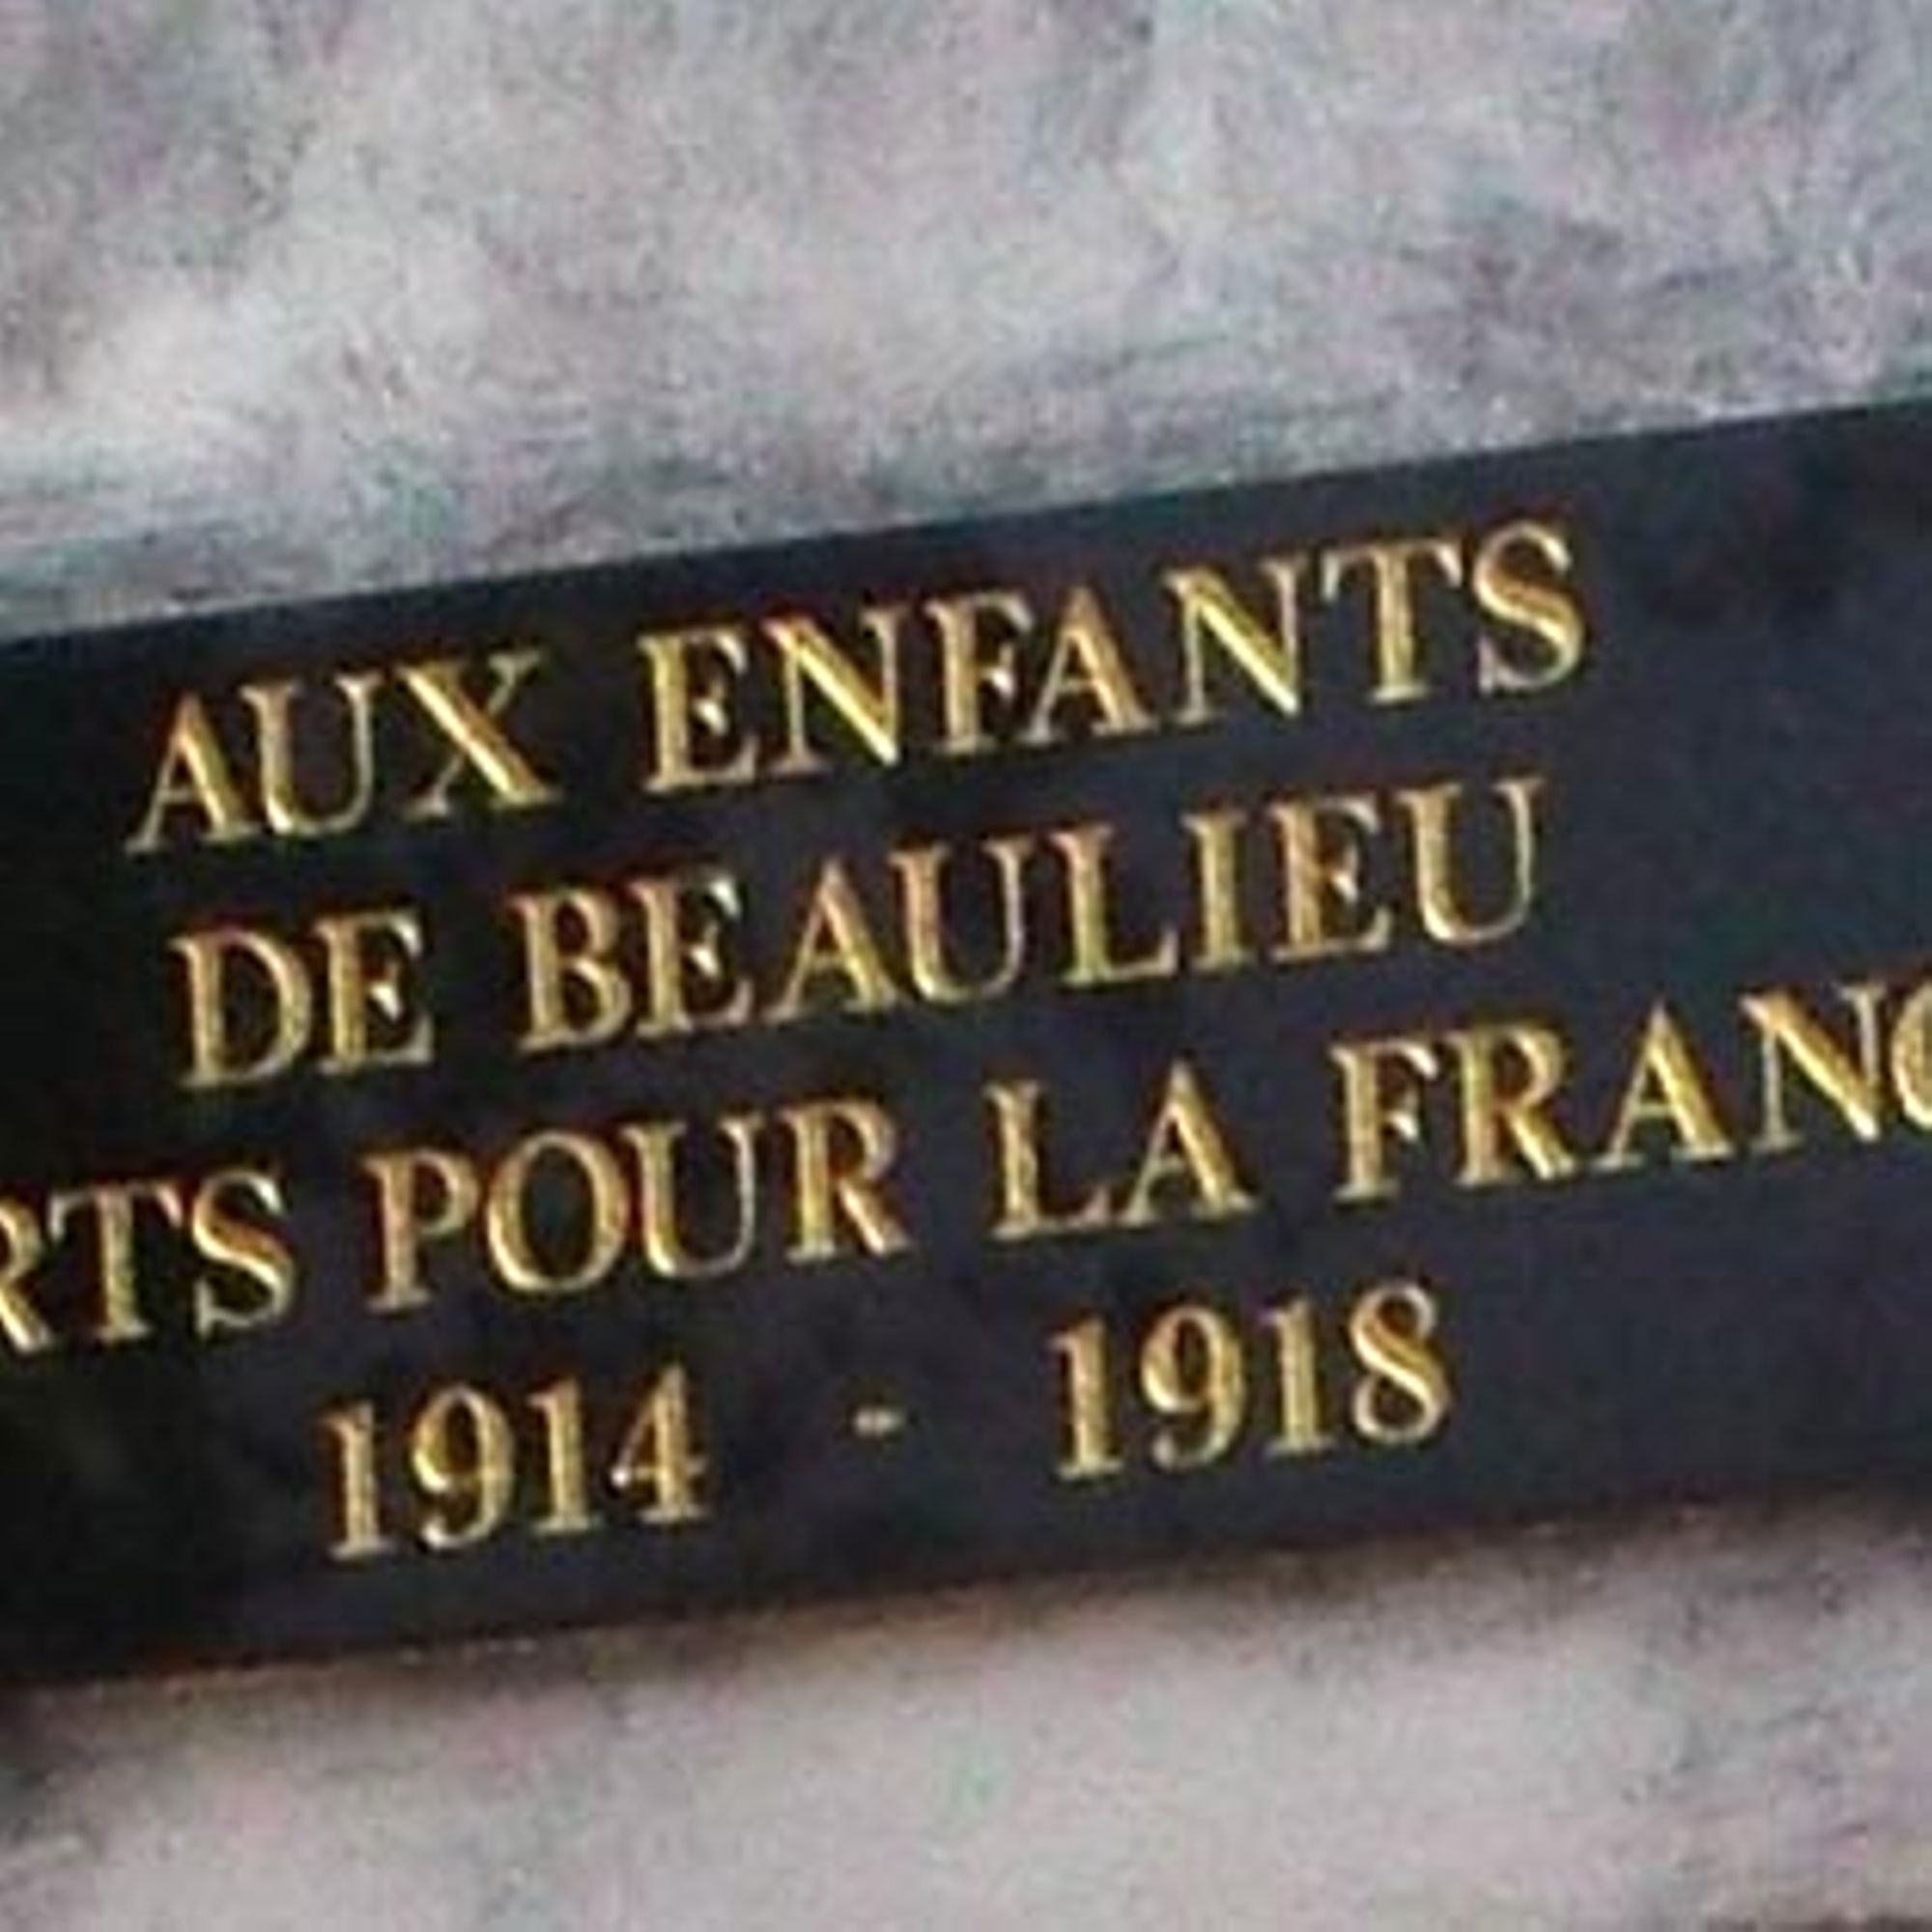 AUX ENFANTS
DE BEAULIEU
RTS POUR LA FRANC
1914 - 1918